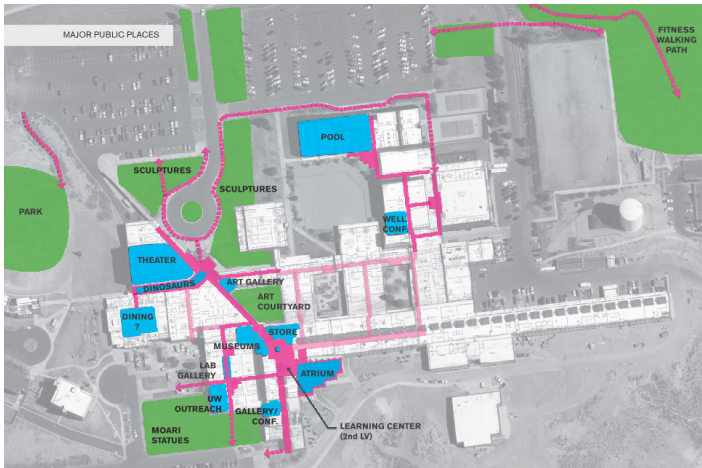 MAJOR PUBLIC PLACES
FITNESS
WALKING
PATH
POOL
SCULPTURES
SCULPTURES
PARK
WELL
CONF.
THEATER
DINOSAURS
ART GALLERY
ART
COURTYARD
DINING
?
STORE
MUSEUMS
LAB
GALLERY
ATRIUM
UW
OUTREACH
GALLERY/
CONF.
LEARNING CENTER
(2nd LV)
MOARI
STATUES